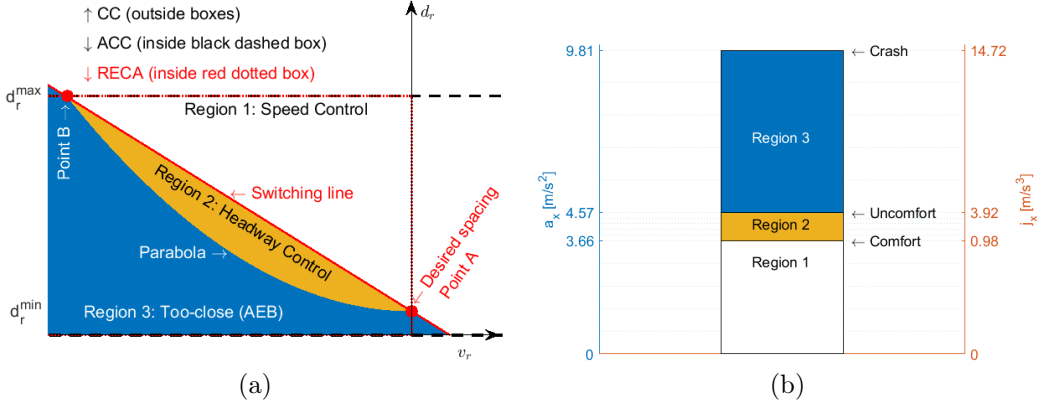 ↑ CC (outside boxes)
↓ ACC (inside black dashed box)
↓ RECA (inside red dotted box)
d_r
d_r^max
Region 1: Speed Control
Point B →
← Switching line
Region 2: Headway Control
Parabola →
← Desired spacing
Point A
d_r^min
Region 3: Too-close (AEB)
v_r
(a)
9.81
← Crash
14.72
Region 3
a_x [m/s²]
j_x [m/s³]
4.57
← Uncomfort
3.92
Region 2
3.66
← Comfort
0.98
Region 1
0
0
(b)